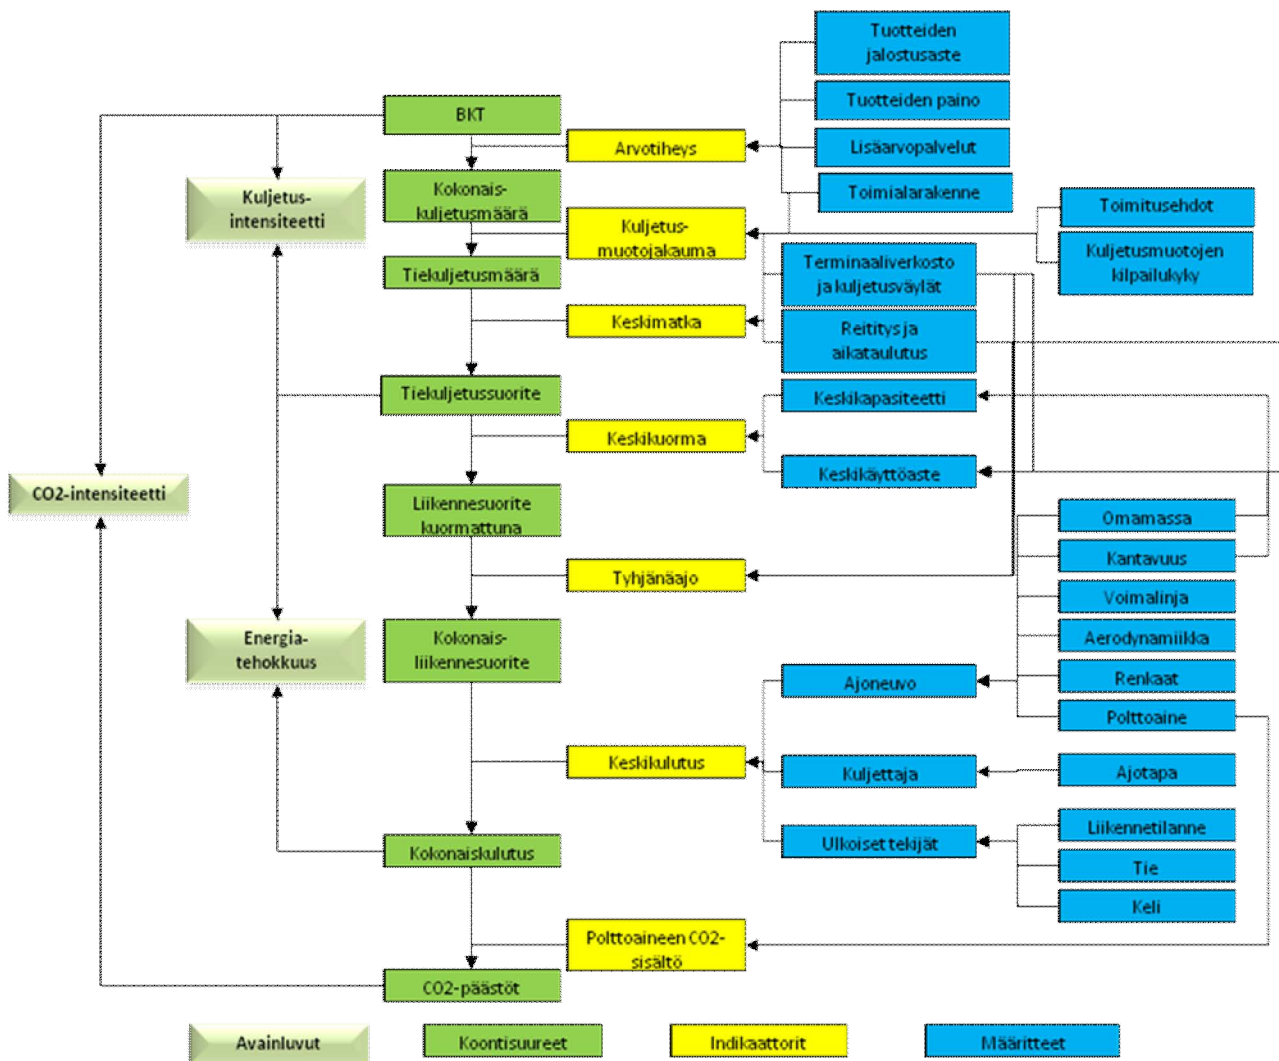 Tuotteiden
jalostusaste
BKT
Tuotteiden paino
Arvotiheys
Lisäarvopalvelut
Kuljetus-
intensiteetti
Kokonais-
kuljetusmäärä
Toimialarakenne
Kuljetus-
muotojakauma
Toimitusehdot
Kuljetusmuotojen
kilpailukyky
Tiekuljetusmäärä
Terminaaliverkosto
ja kuljetusväylät
Keskimatka
Reititys ja
aikataulutus
Tiekuljetussuorite
Keskikapasiteetti
Keskikuorma
Keskikäyttöaste
CO2-intensiteetti
Liikennesuorite
kuormattuna
Omamassa
Kantavuus
Tyhjänäajo
Voimalinja
Energia-
tehokkuus
Kokonais-
liikennesuorite
Aerodynamiikka
Ajoneuvo
Renkaat
Polttoaine
Keskikulutus
Kuljettaja
Ajotapa
Kokonaiskulutus
Ulkoiset tekijät
Liikennetilanne
Tie
Keli
Polttoaineen CO2-
sisältö
CO2-päästöt
Avainluvut
Koontisuureet
Indikaattorit
Määritteet